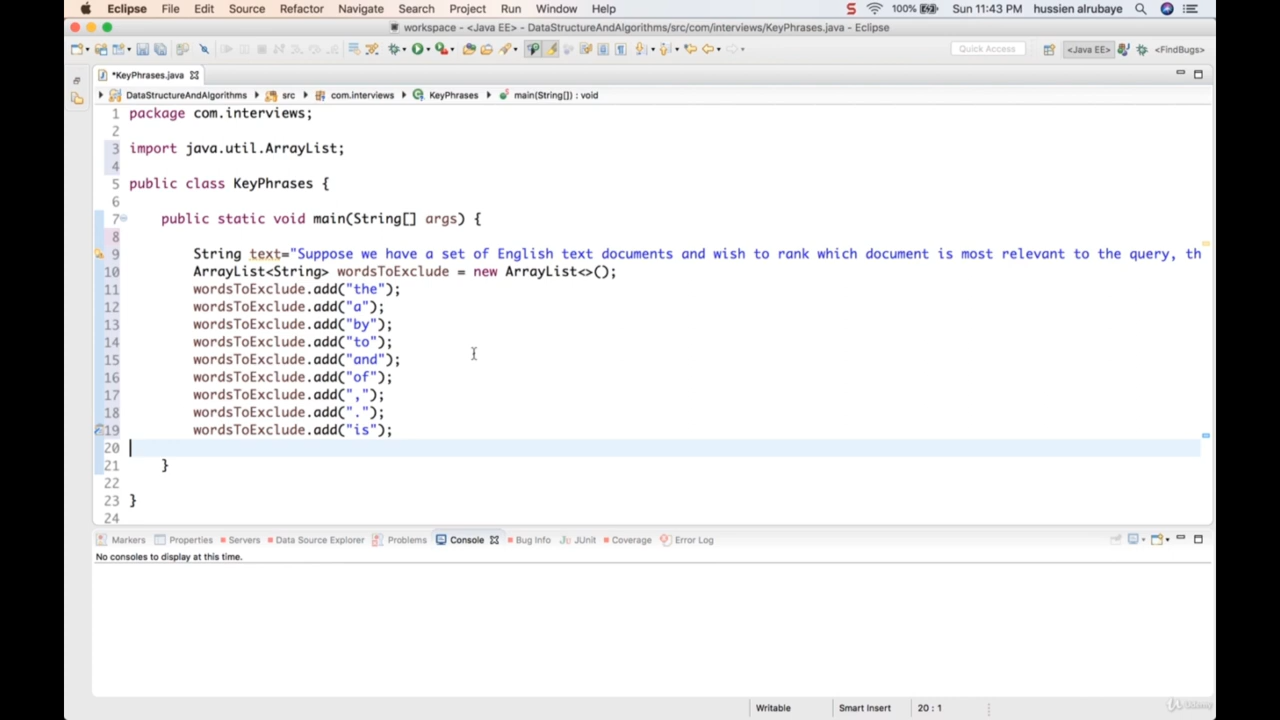 Eclipse File Edit Source Refactor Navigate Search Project Run Window Help S 100% Sun 11:43 PM hussien alrubaye
workspace - <Java EE> - DataStructureAndAlgorithms/src/com/interviews/KeyPhrases.java - Eclipse
Quick Access <Java EE> <FindBugs>
*KeyPhrases.java
DataStructureAndAlgorithms src com.interviews KeyPhrases main(String[]) : void
1 package com.interviews;
2
3 import java.util.ArrayList;
4
5 public class KeyPhrases {
6
7 public static void main(String[] args) {
8
9 String text="Suppose we have a set of English text documents and wish to rank which document is most relevant to the query, th
10 ArrayList<String> wordsToExclude = new ArrayList<>();
11 wordsToExclude.add("the");
12 wordsToExclude.add("a");
13 wordsToExclude.add("by");
14 wordsToExclude.add("to");
15 wordsToExclude.add("and");
16 wordsToExclude.add("of");
17 wordsToExclude.add(",");
18 wordsToExclude.add(".");
19 wordsToExclude.add("is");
20
21 }
22
23 }
24
Markers Properties Servers Data Source Explorer Problems Console Bug Info JUnit Coverage Error Log
No consoles to display at this time.
Writable Smart Insert 20 : 1
Udemy